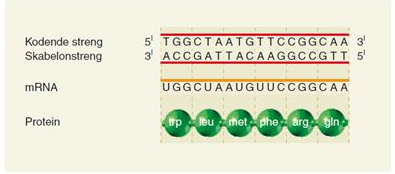 Kodende streng 5' TGGCTAATGTTCCGGCAA 3'
Skabelonstreng 3' ACCGATTACAAGGCCGTT 5'
mRNA UGGCUAAUGUUCCGGCAA
Protein trp leu met phe arg gln